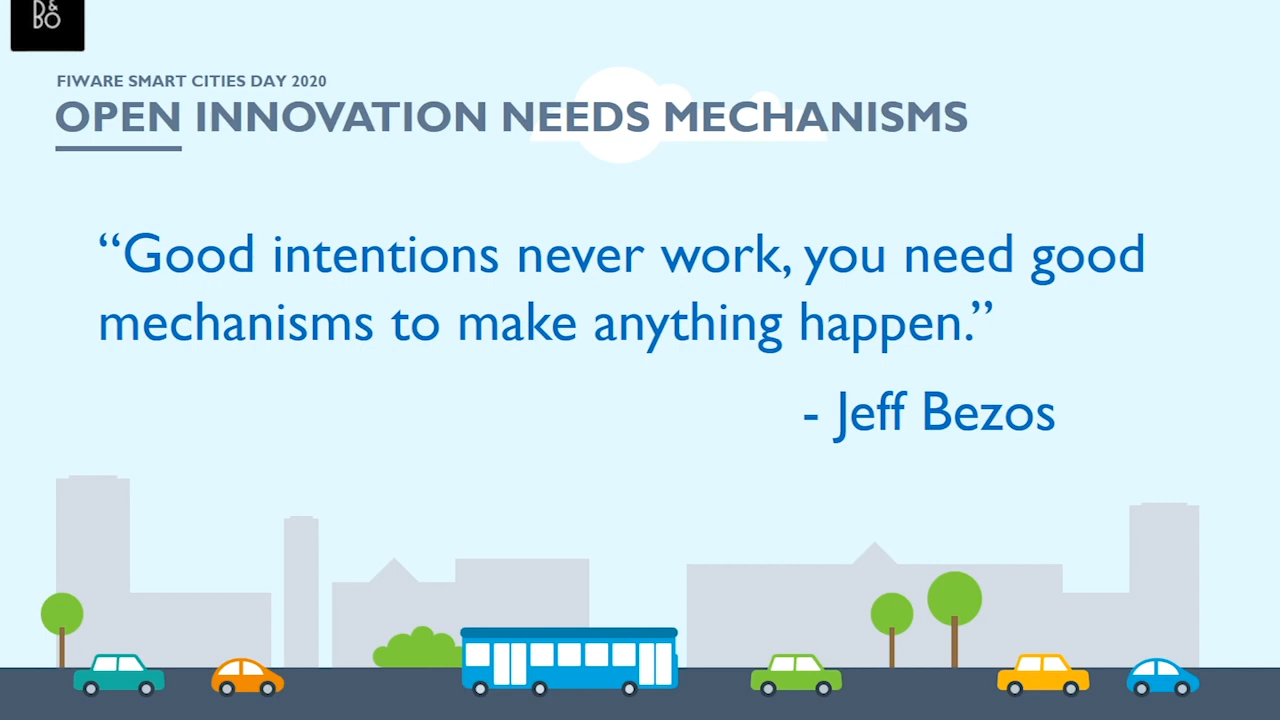 B&O
FIWARE SMART CITIES DAY 2020
OPEN INNOVATION NEEDS MECHANISMS
“Good intentions never work, you need good
mechanisms to make anything happen.”
- Jeff Bezos